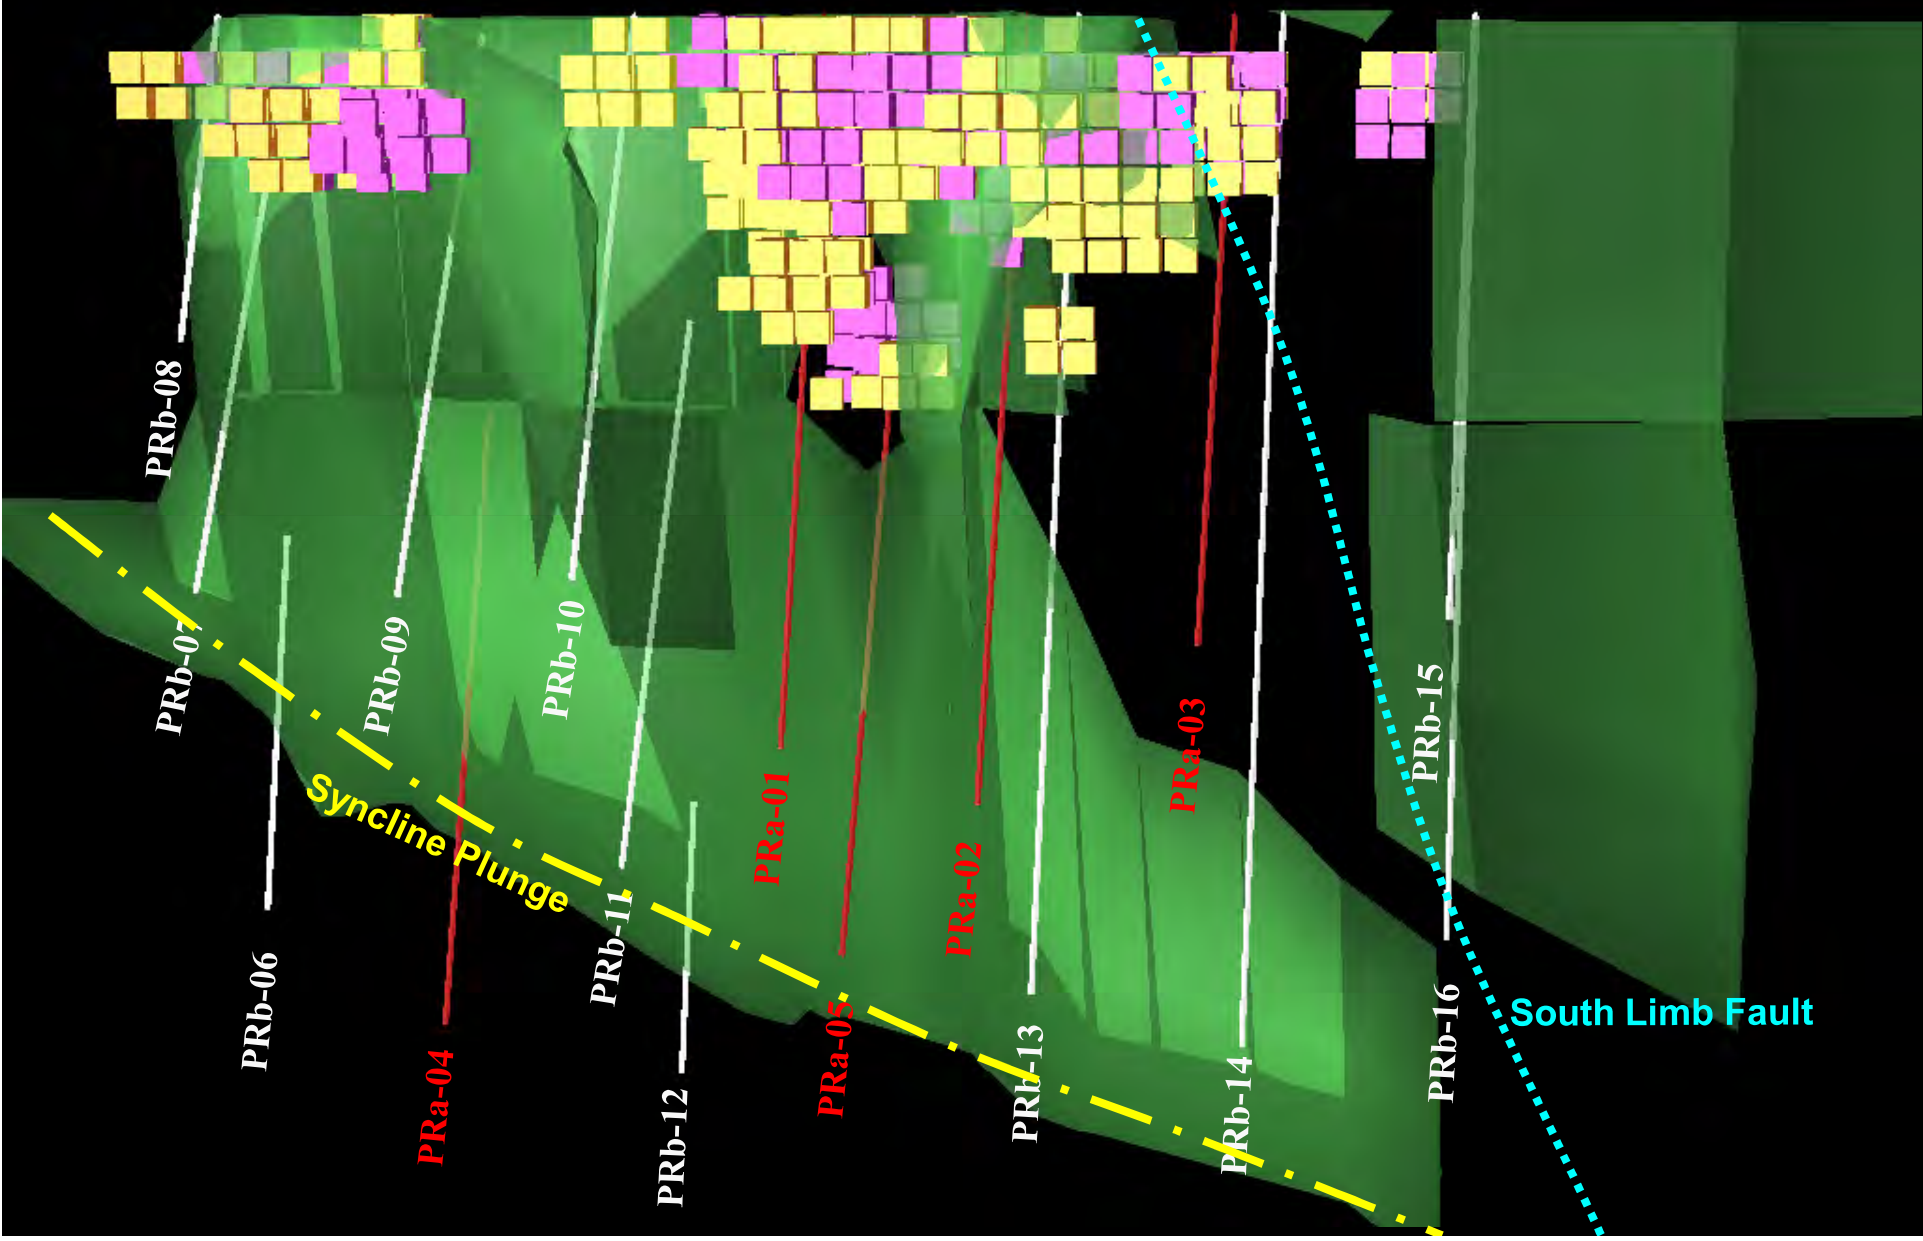 PRb-08
PRb-07
PRb-09
PRb-10
PRb-15
PRa-03
Syncline Plunge
PRa-01
PRa-02
PRb-11
PRb-06
PRa-04
PRb-12
PRa-05
PRb-13
PRb-14
PRb-16
South Limb Fault